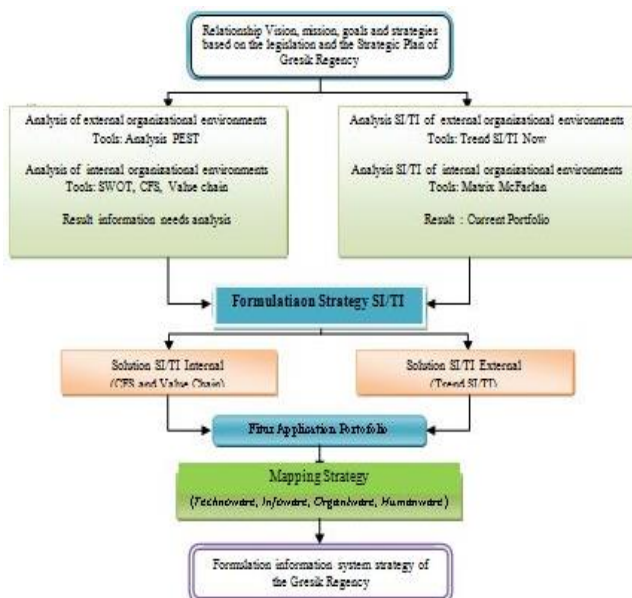 Relationship Vision, mission, goals and strategies
based on the legislation and the Strategic Plan of
Gresik Regency
Analysis of external organizational environments
Tools: Analysis PEST
Analysis of internal organizational environments
Tools: SWOT, CFS, Value chain
Result information needs analysis
Analysis SI/TI of external organizational environments
Tools: Trend SI/TI Now
Analysis SI/TI of internal organizational environments
Tools: Matrix McFarlan
Result : Current Portfolio
Formulatiaon Strategy SI/TI
Solution SI/TI Internal
(CFS and Value Chain)
Solution SI/TI External
(Trend SI/TI)
Application Portofolio
Mapping Strategy
(Technoware, Infoware, Orgaware, Humanware)
Formulation information system strategy of
the Gresik Regency